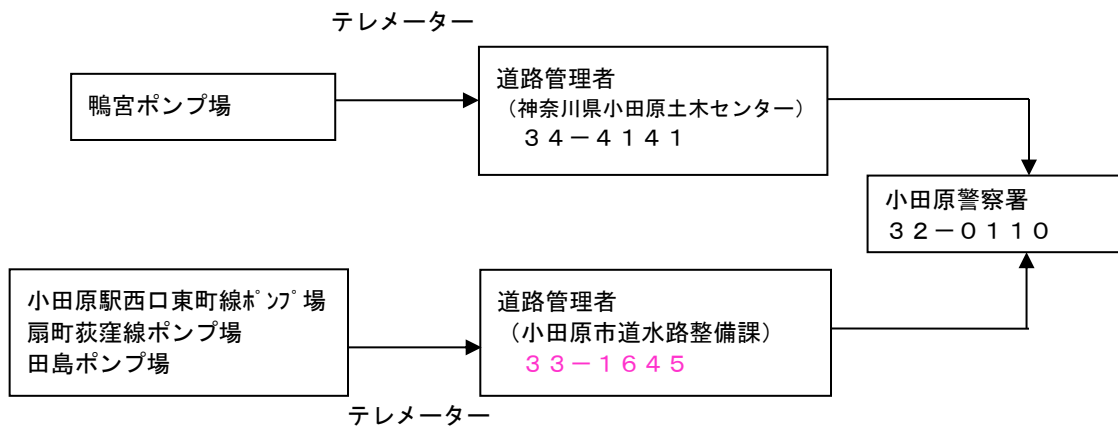 テレメーター
鴨宮ポンプ場
道路管理者
（神奈川県小田原土木センター）
３４－４１４１
小田原警察署
３２－０１１０
小田原駅西口東町線ﾎﾟﾝﾌﾟ場
扇町荻窪線ポンプ場
田島ポンプ場
道路管理者
（小田原市道水路整備課）
３３－１６４５
テレメーター